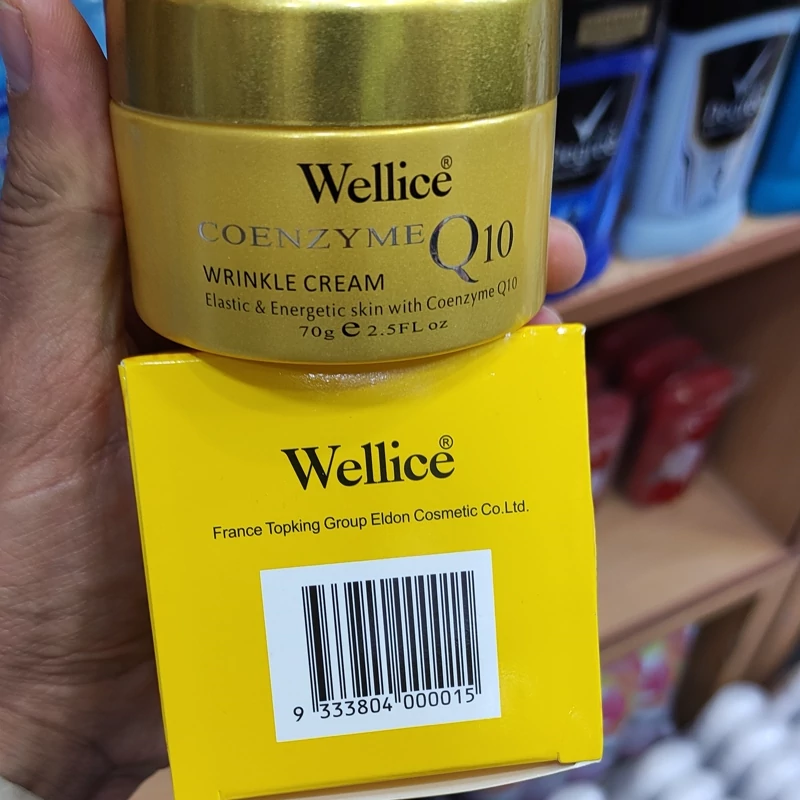 Wellice®
COENZYME Q10
WRINKLE CREAM
Elastic & Energetic skin with Coenzyme Q10
70g e 2.5FL oz
Wellice®
France Topking Group Eldon Cosmetic Co.Ltd.
9 333804 000015
Degree